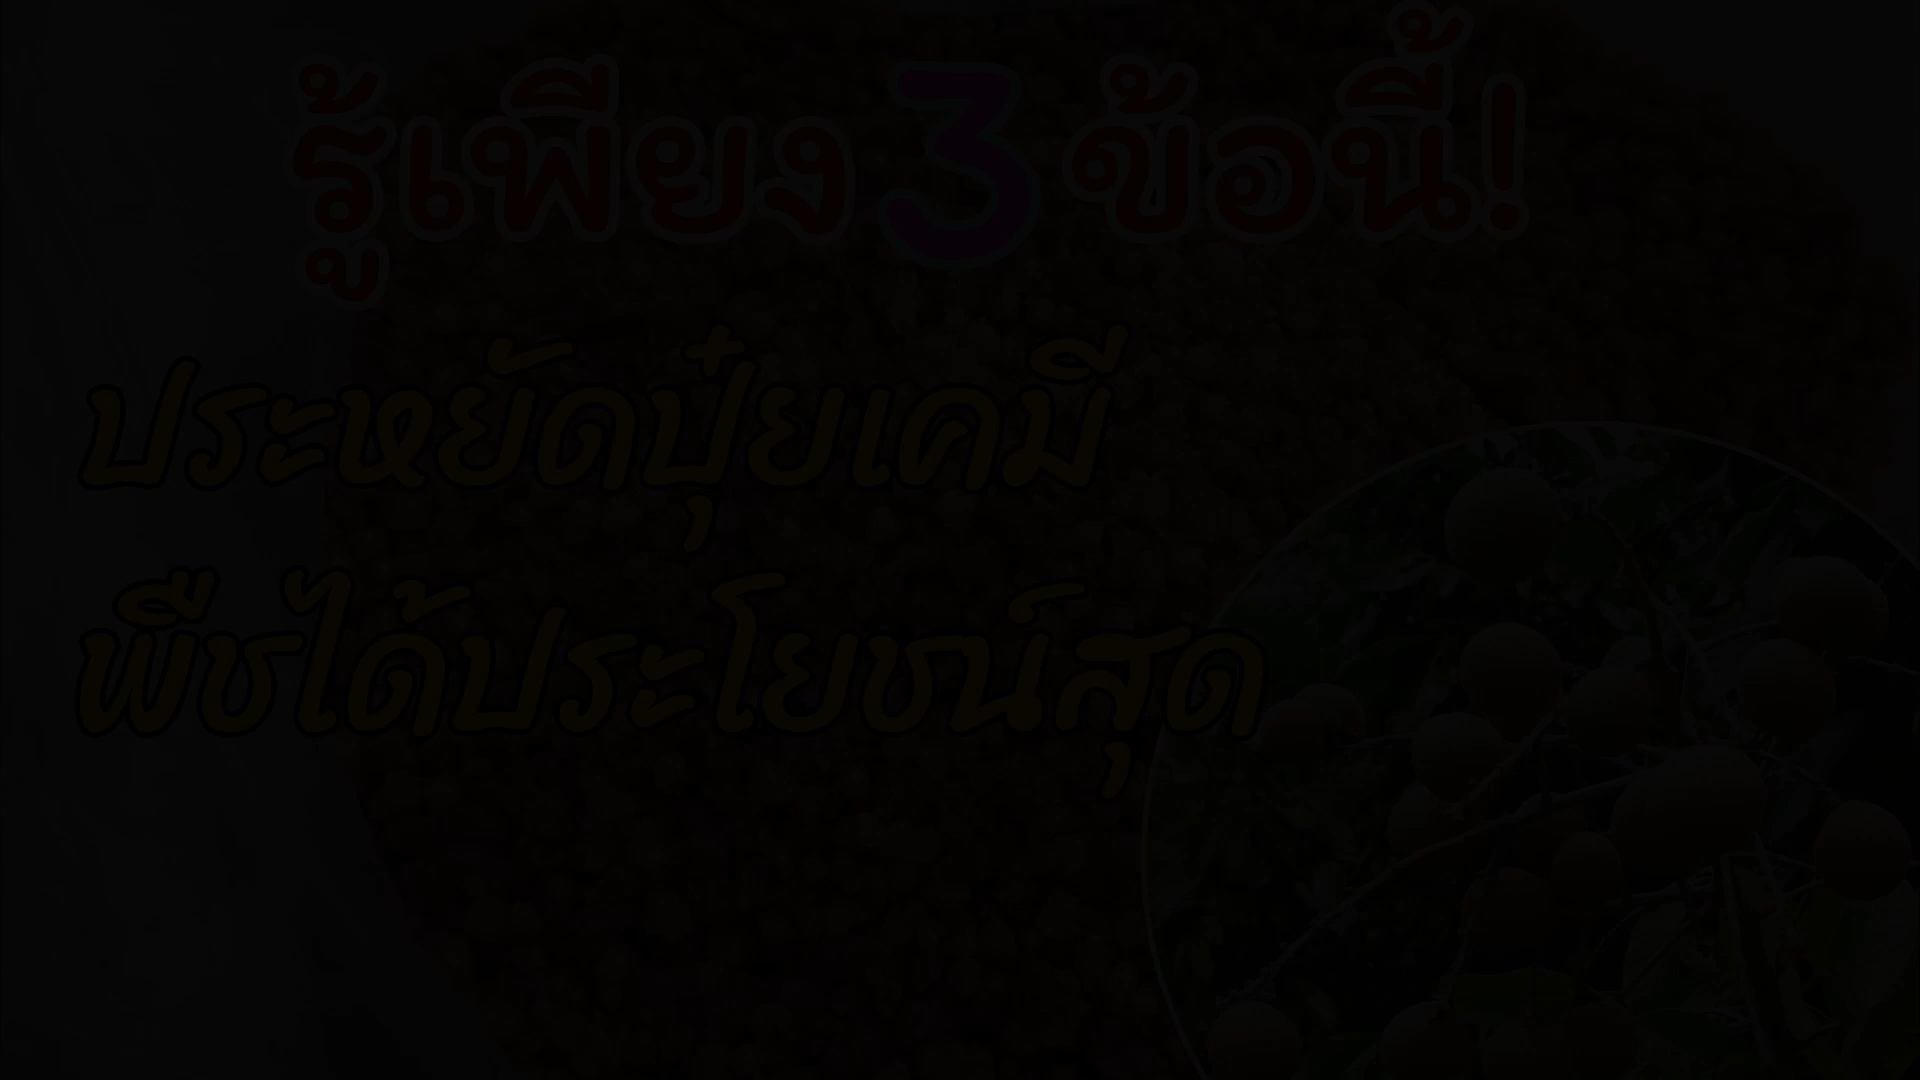 รู้เพียง 3 ข้อนี้!
ประหยัดปุ๋ยเคมี
พืชได้ประโยชน์สุด